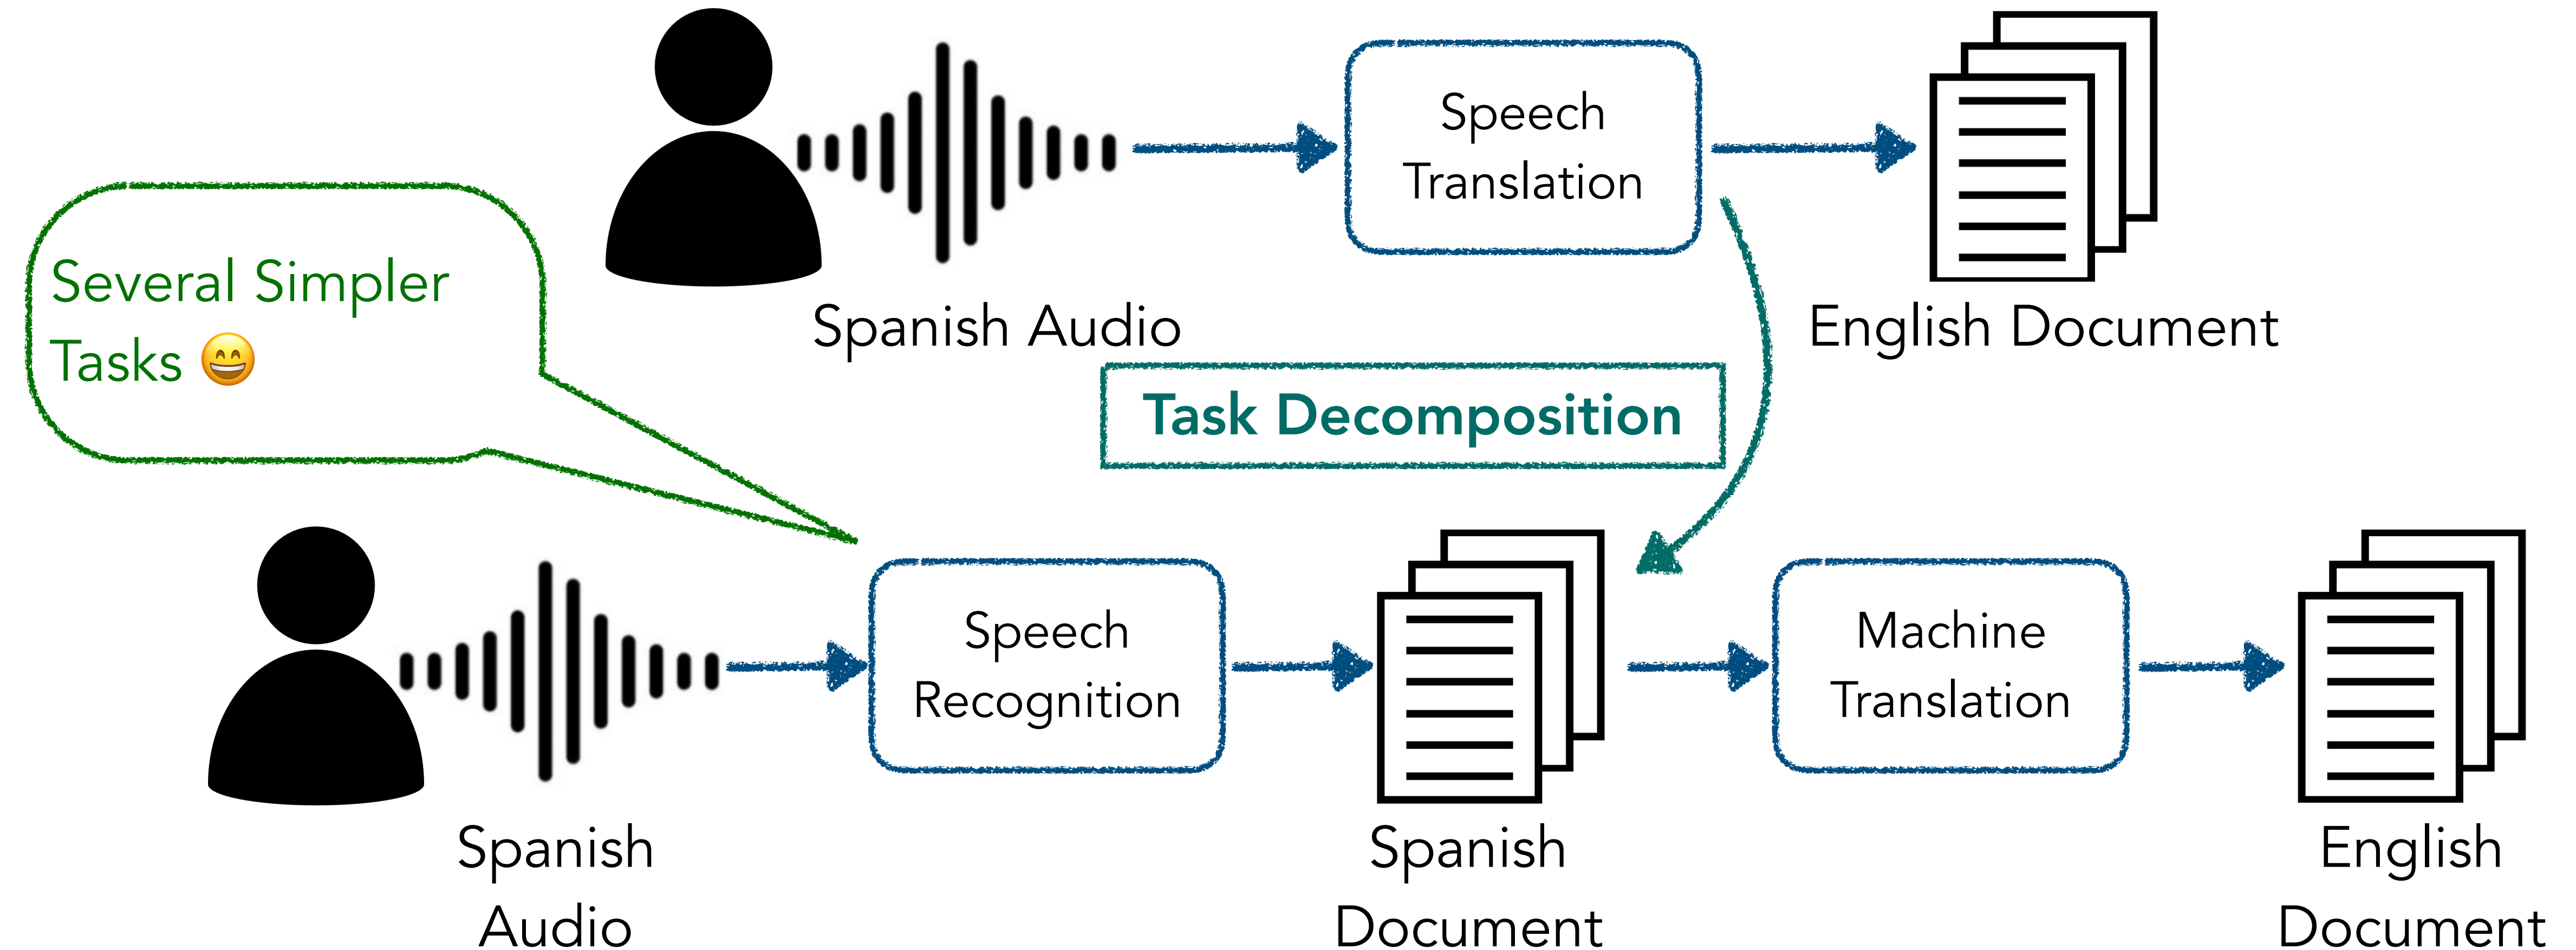 Speech
Translation
Spanish Audio
English Document
Several Simpler
Tasks 😄
Task Decomposition
Speech
Recognition
Machine
Translation
Spanish
Audio
Spanish
Document
English
Document